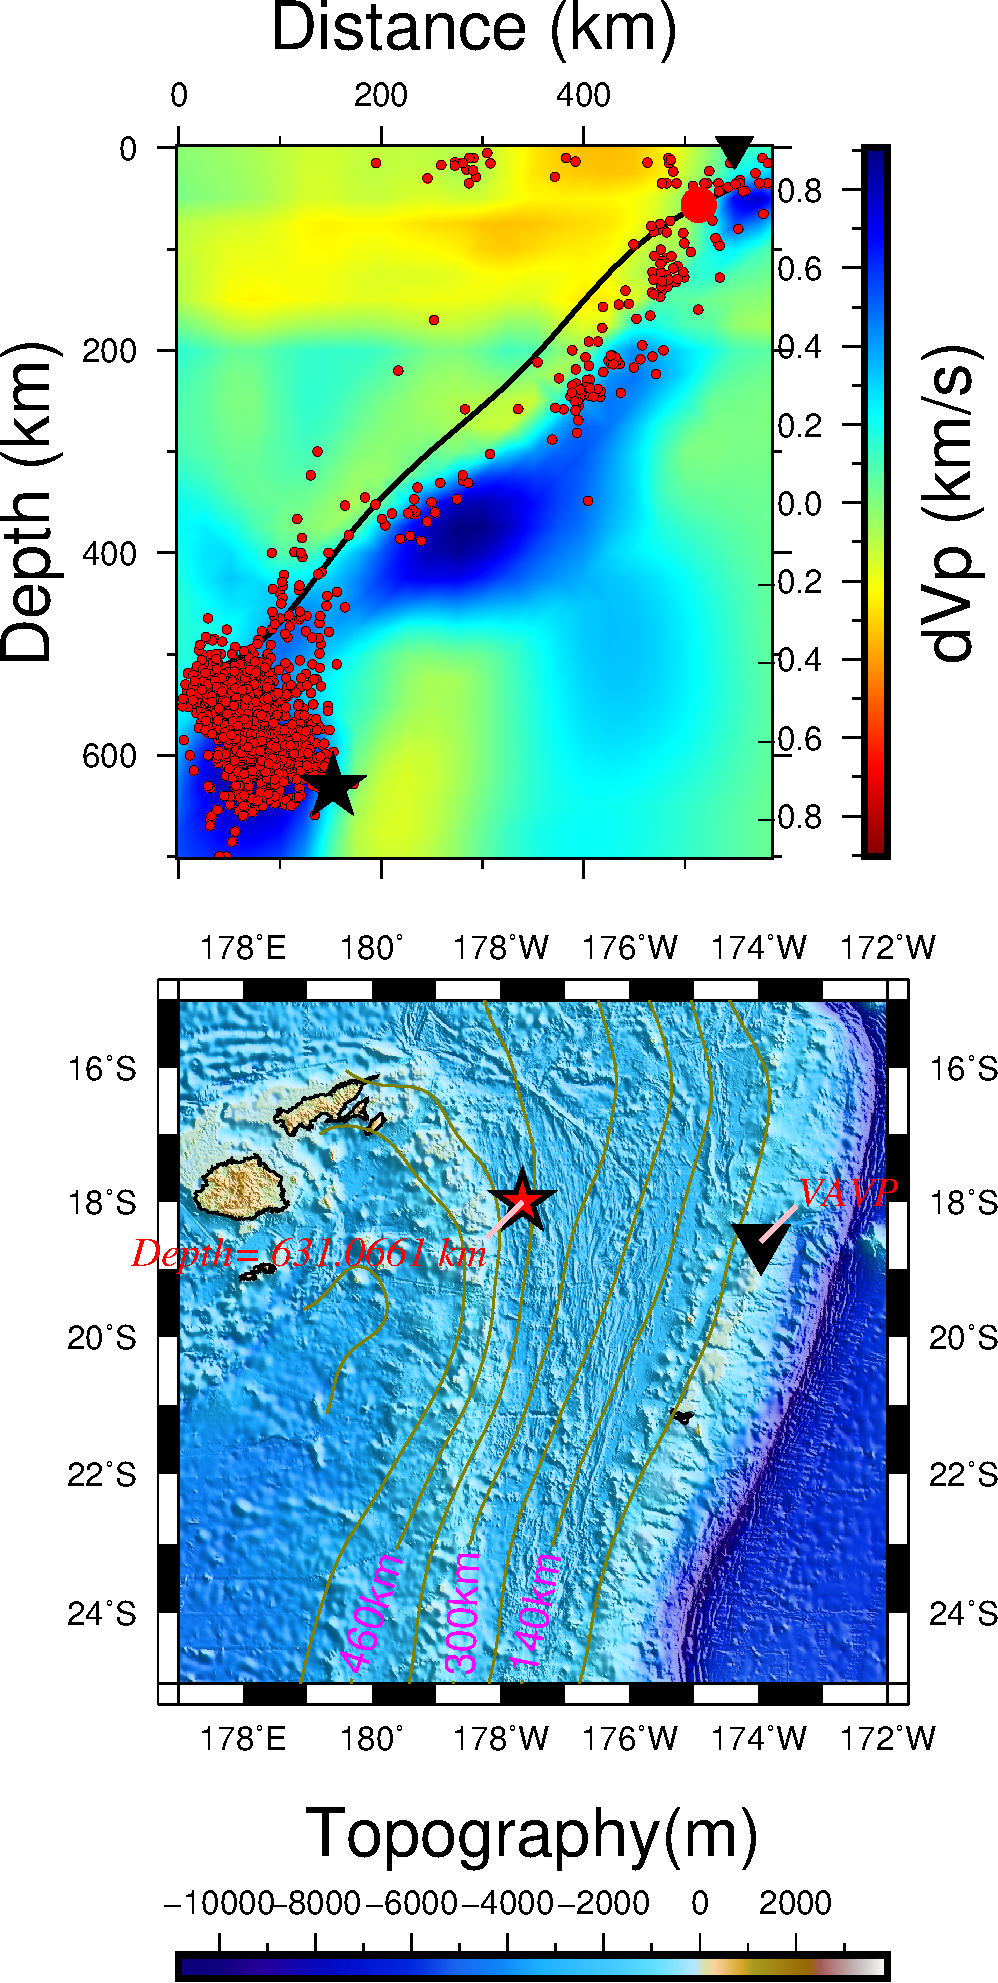 Distance (km)
0 200 400
0
200
400
600
Depth (km)
0.8
0.6
0.4
0.2
0.0
−0.2
−0.4
−0.6
−0.8
dVp (km/s)
178°E 180° 178°W 176°W 174°W 172°W
16°S 16°S
18°S 18°S
20°S 20°S
22°S 22°S
24°S 24°S
VAVP
Depth= 631.0661 km
460km 300km 140km
178°E 180° 178°W 176°W 174°W 172°W
Topography(m)
−10000 −8000 −6000 −4000 −2000 0 2000